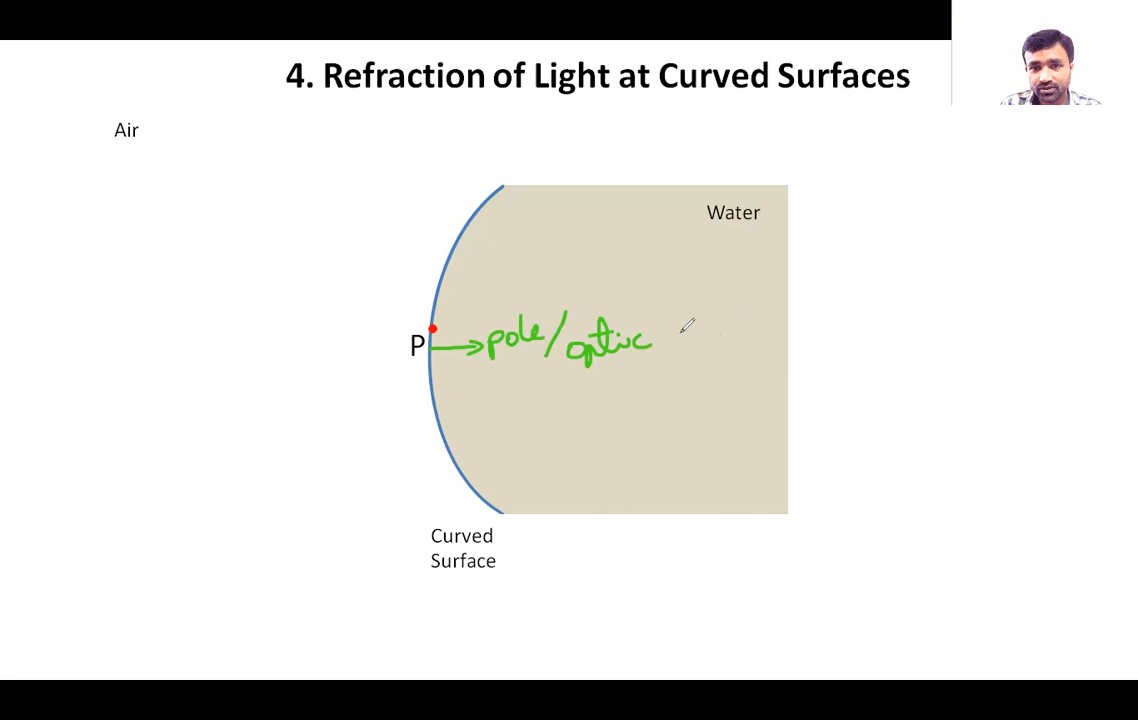 4. Refraction of Light at Curved Surfaces
Air
Water
P
pole/optic
Curved
Surface